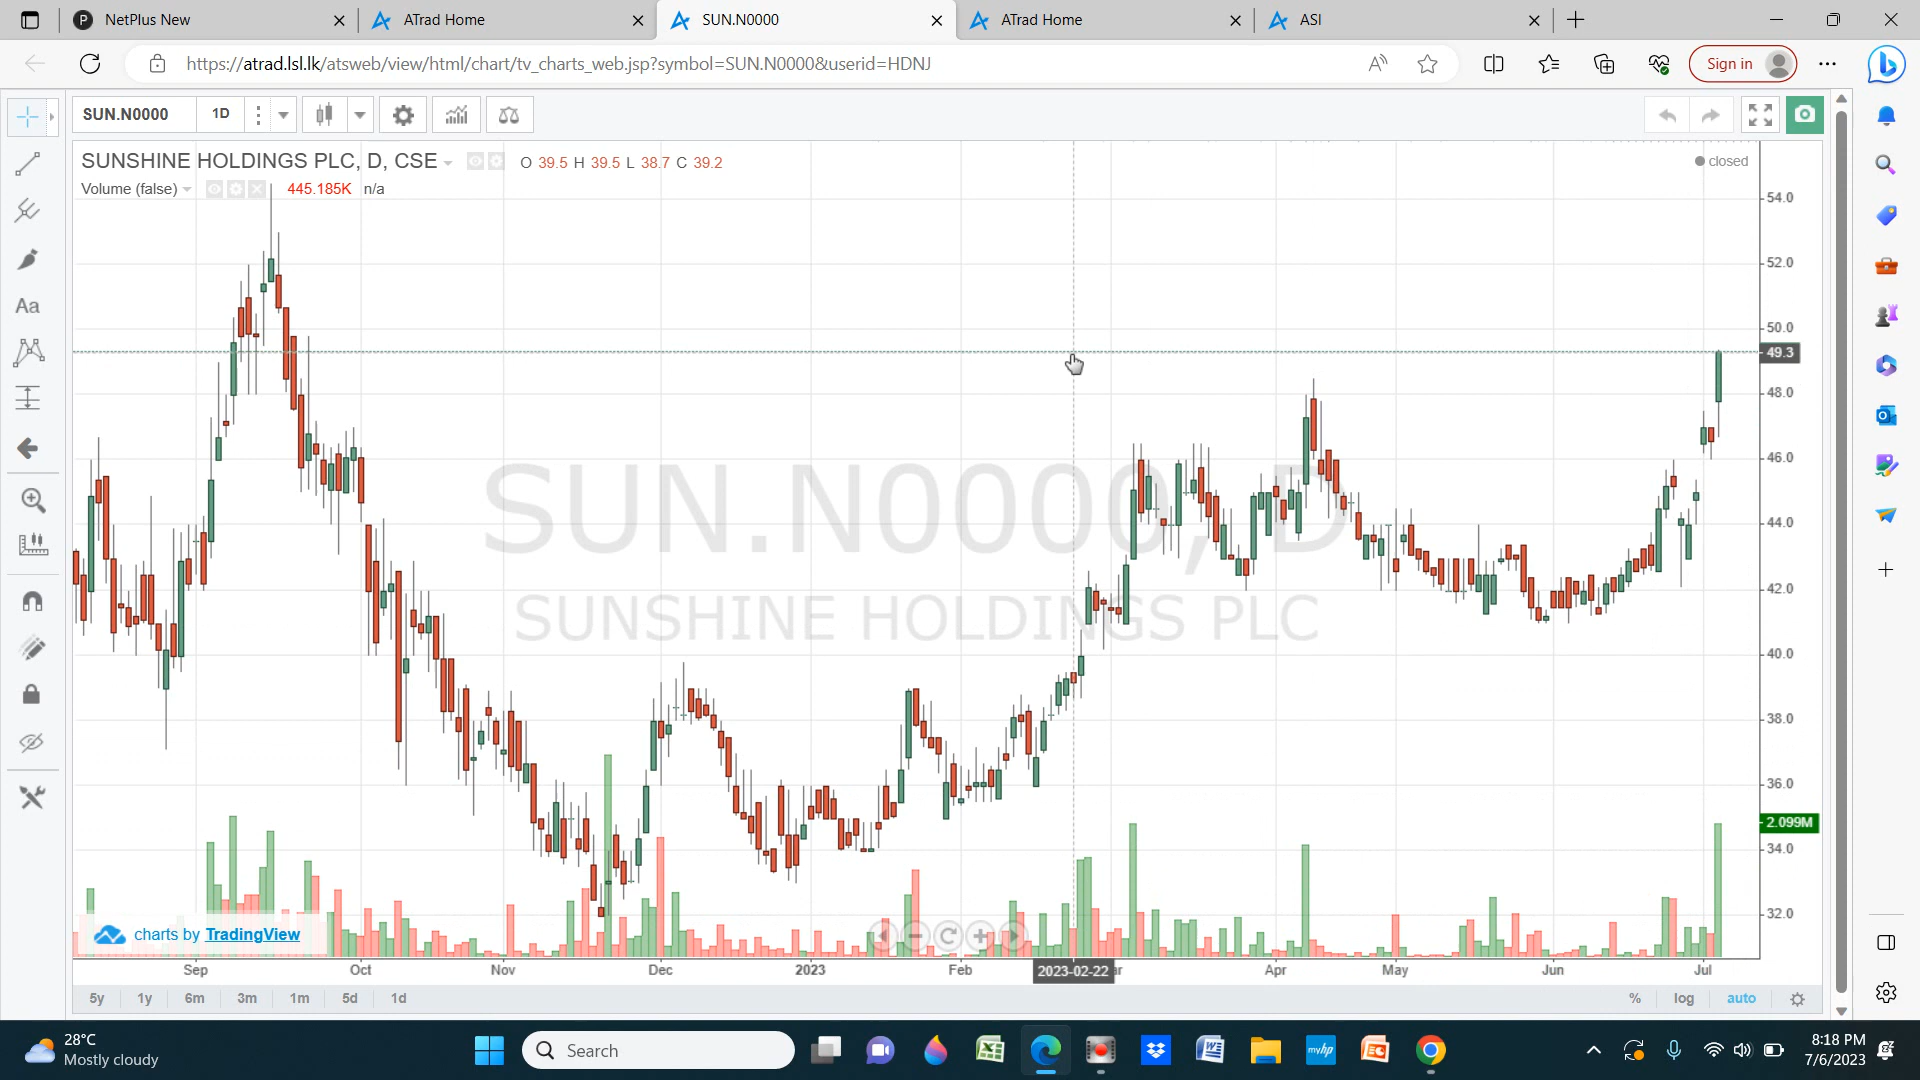 NetPlus New
ATrad Home
SUN.N0000
ATrad Home
ASI
https://atrad.lsl.lk/atsweb/view/html/chart/tv_charts_web.jsp?symbol=SUN.N0000&userid=HDNJ
Sign in
SUN.N0000
1D
SUNSHINE HOLDINGS PLC, D, CSE
O 39.5 H 39.5 L 38.7 C 39.2
closed
Volume (false)
445.185K n/a
54.0
52.0
50.0
49.3
48.0
46.0
44.0
42.0
40.0
38.0
36.0
2.099M
34.0
32.0
SUN.N0000, D
SUNSHINE HOLDINGS PLC
Aa
charts by TradingView
Sep Oct Nov Dec 2023 Feb 2023-02-22 Apr May Jun Jul
5y 1y 6m 3m 1m 5d 1d
% log auto
28°C
Mostly cloudy
Search
mvhp
8:18 PM
7/6/2023